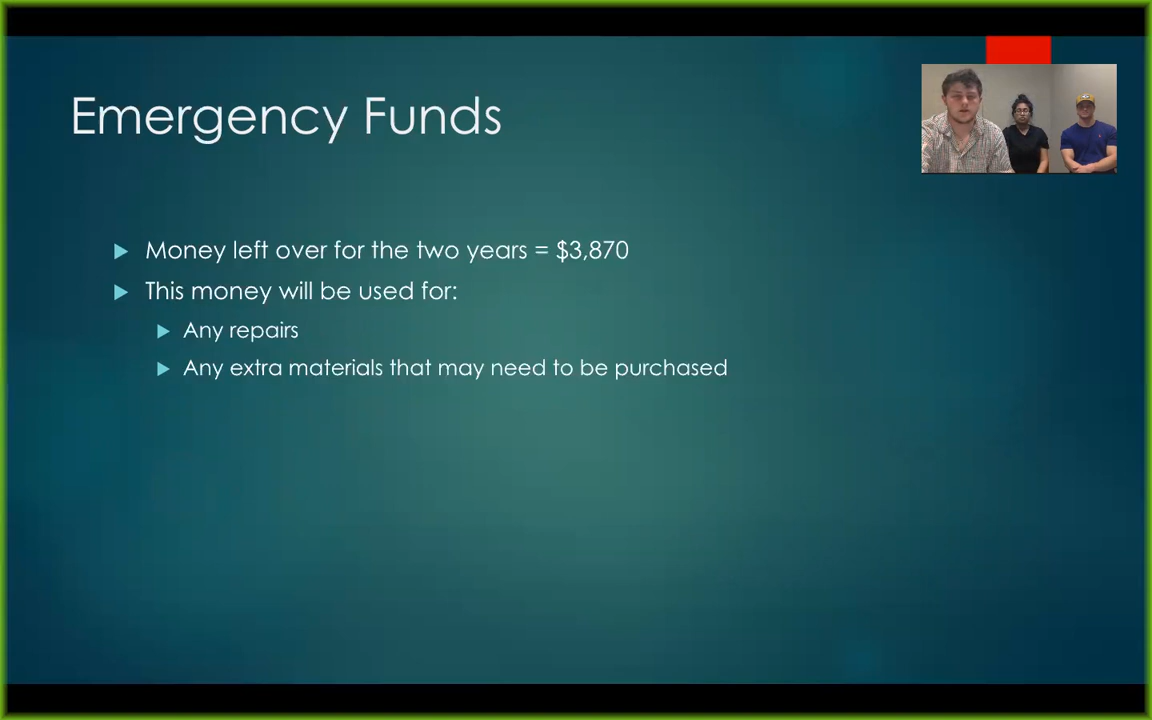 Emergency Funds
Money left over for the two years = $3,870
This money will be used for:
Any repairs
Any extra materials that may need to be purchased